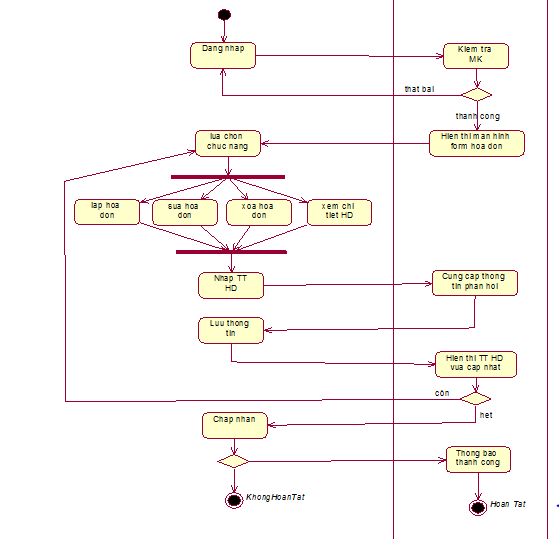 Dang nhap
Kiem tra
MK
that bai
thanh cong
lua chon
chuc nang
Hien thi man hinh
form hoa don
lap hoa
don
sua hoa
don
xoa hoa
don
xem chi
tiet HD
Nhap TT
HD
Cung cap thong
tin phan hoi
Luu thong
tin
Hien thi TT HD
vua cap nhat
còn
het
Chap nhan
Thong bao
thanh cong
KhongHoanTat
Hoan Tat